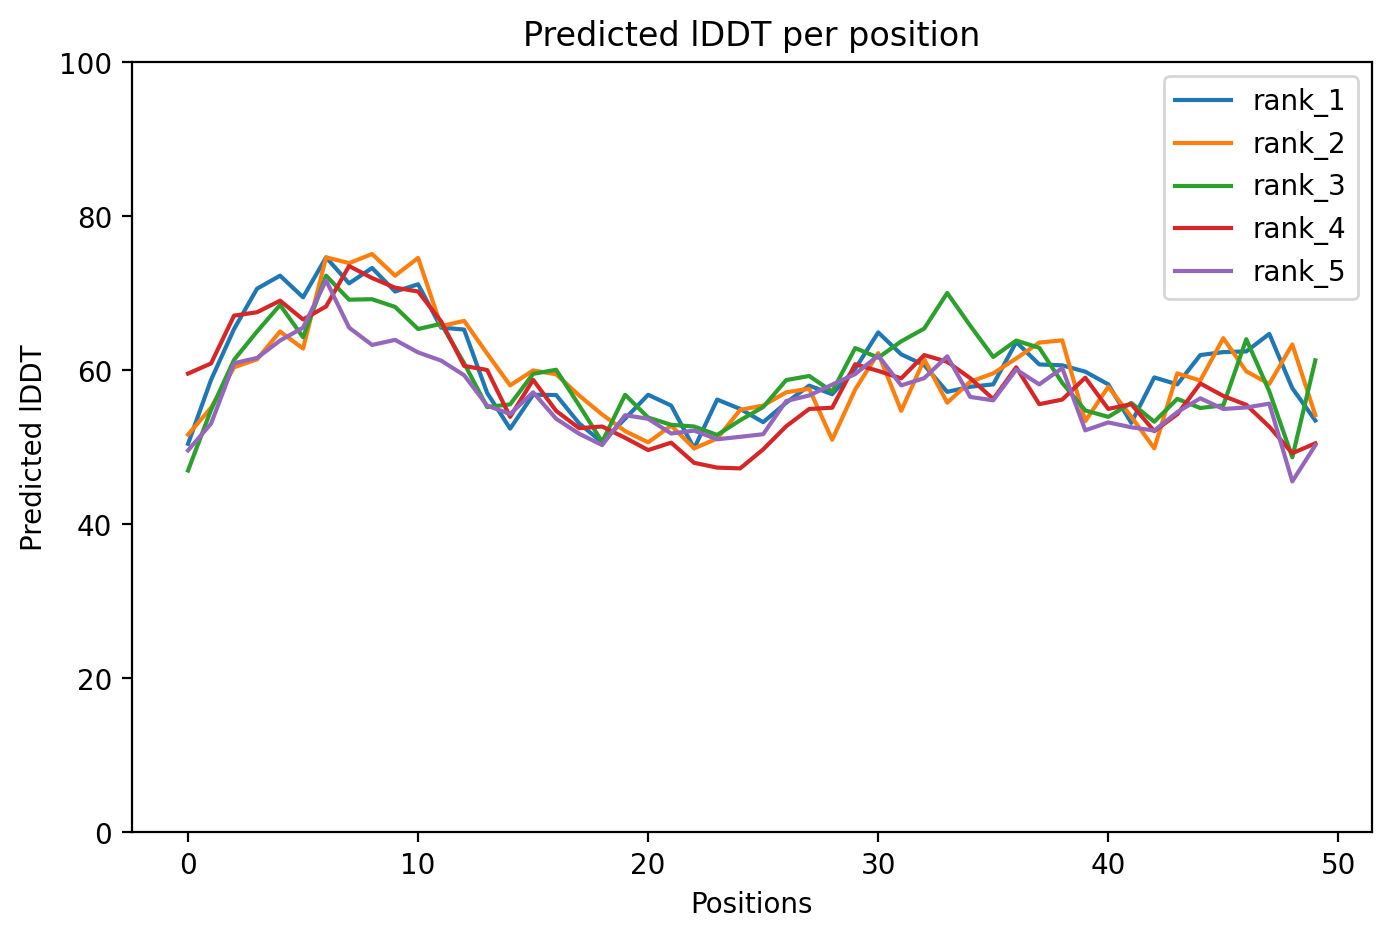 Predicted lDDT per position
100
80
60
40
20
0
Predicted lDDT
0 10 20 30 40 50
Positions
rank_1
rank_2
rank_3
rank_4
rank_5